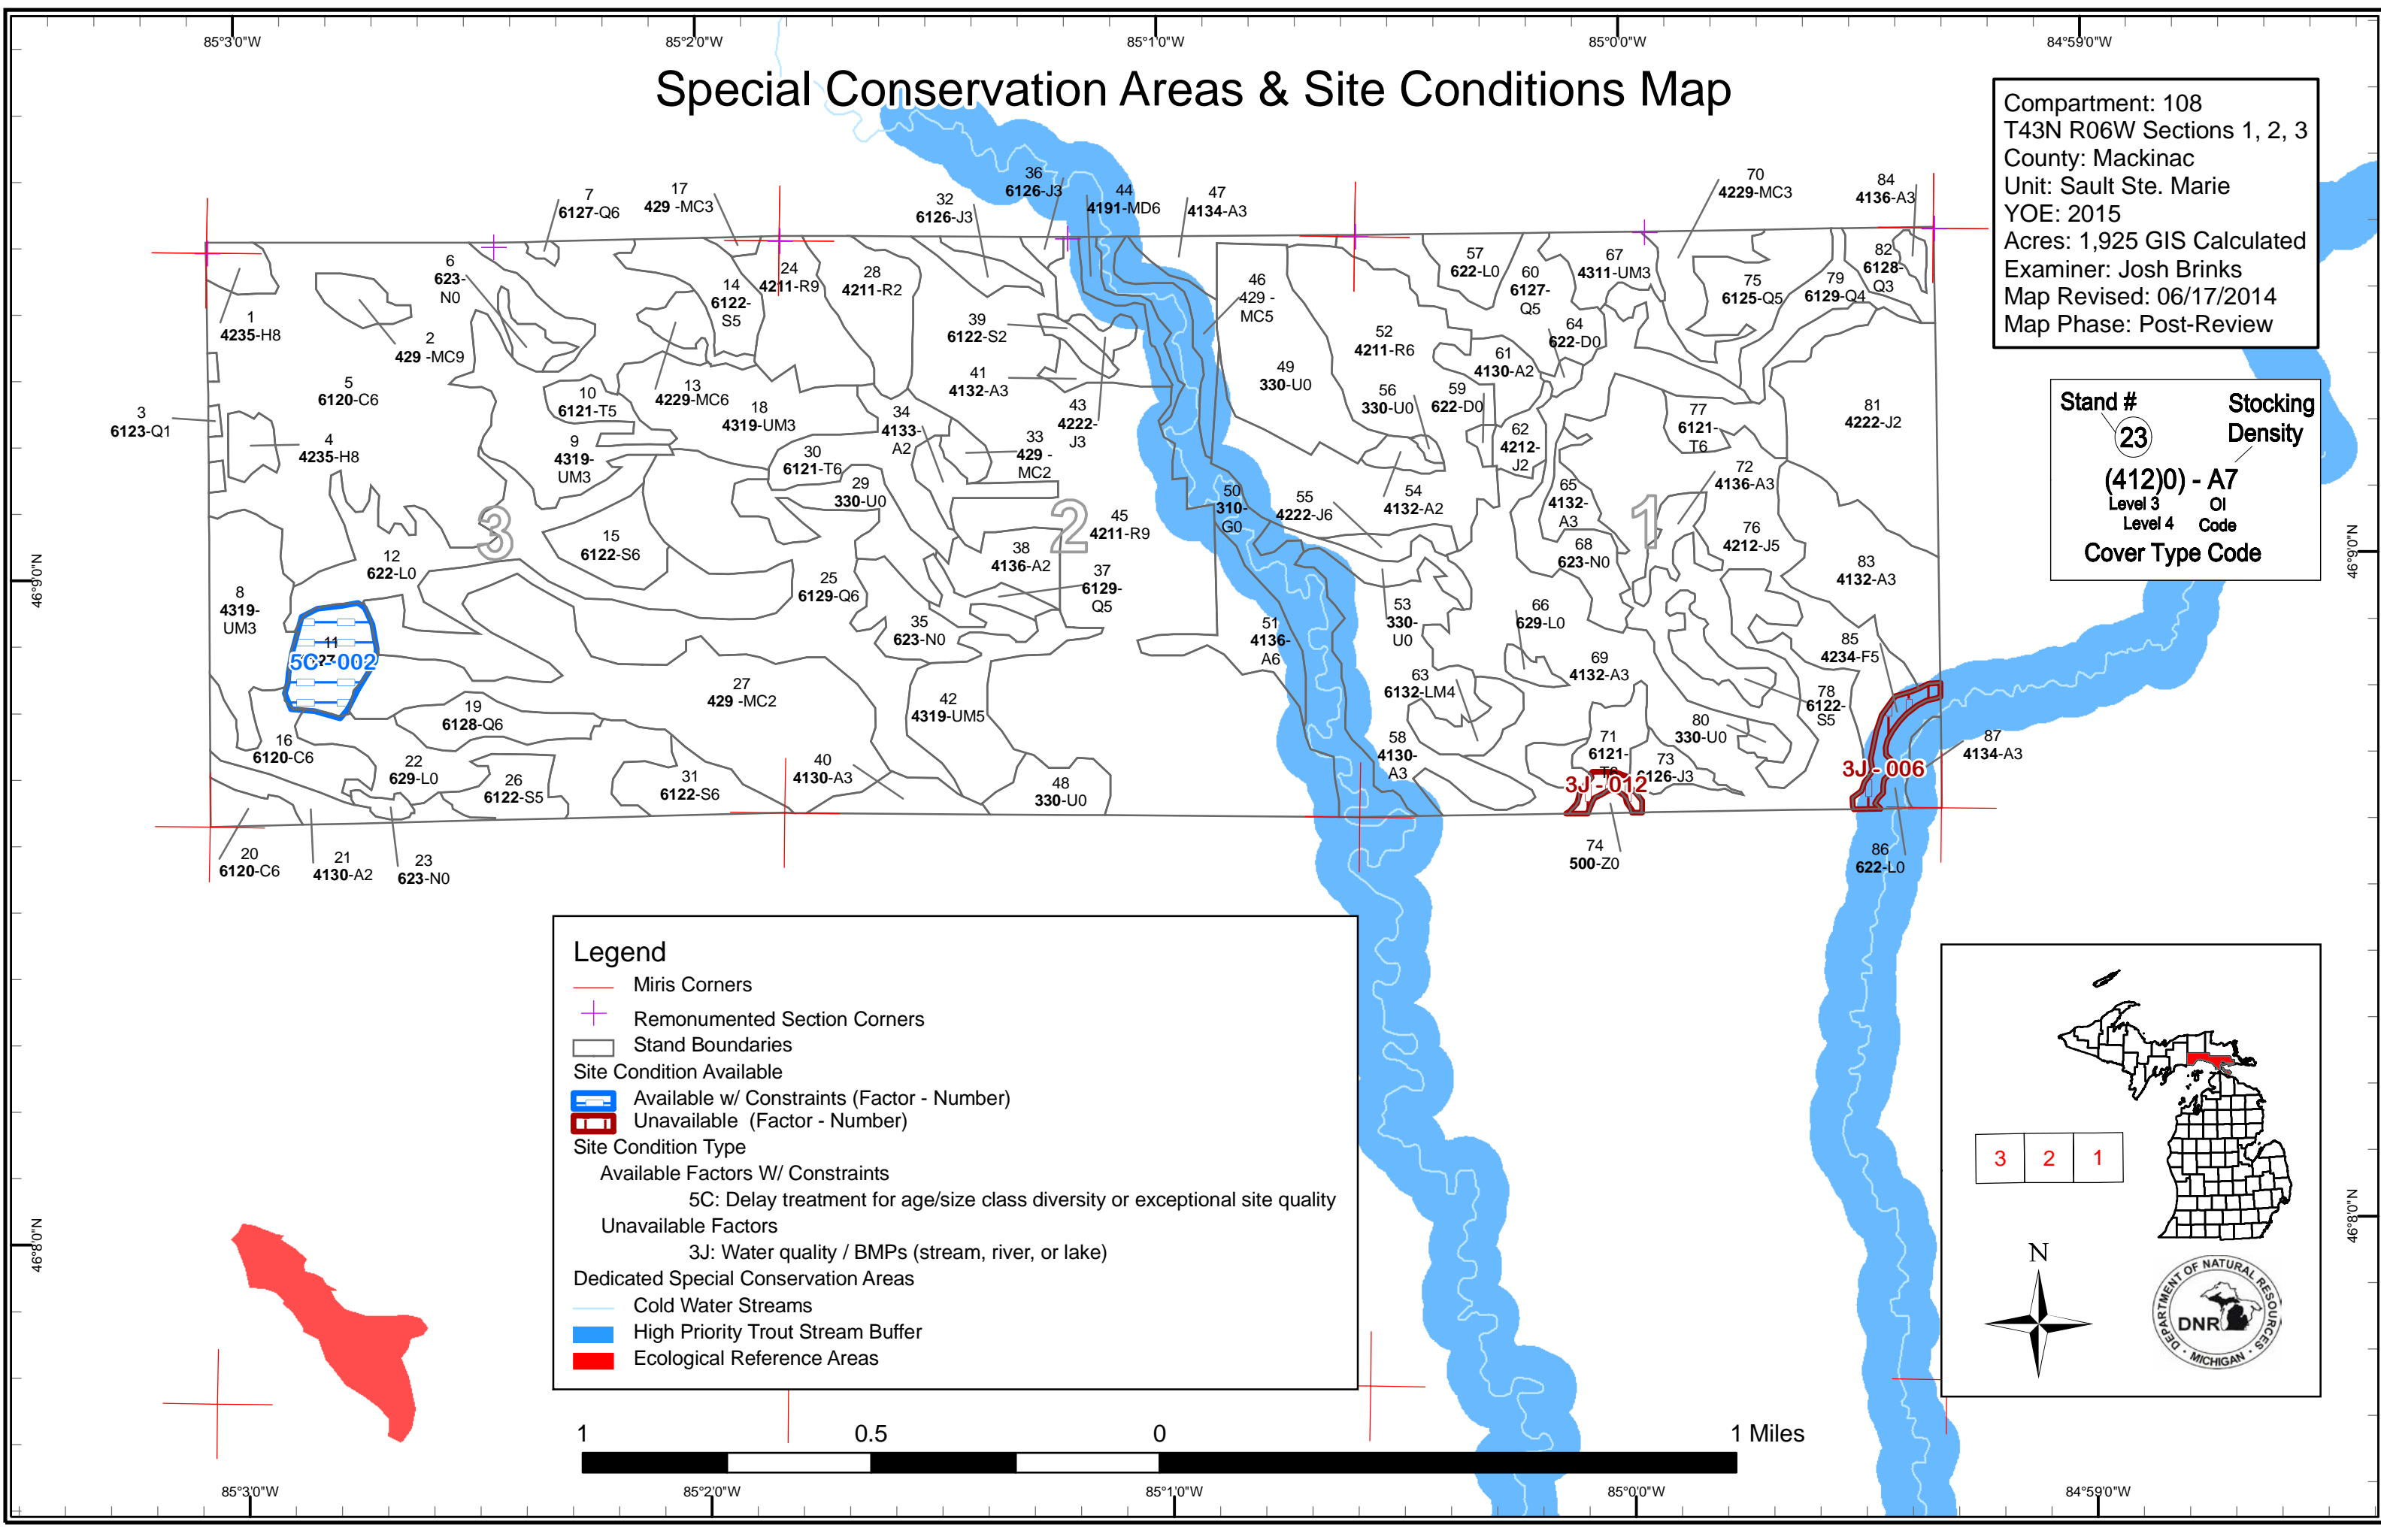 85°3'0"W
85°2'0"W
85°1'0"W
85°0'0"W
84°59'0"W
Special Conservation Areas & Site Conditions Map
Compartment: 108
T43N R06W Sections 1, 2, 3
County: Mackinac
Unit: Sault Ste. Marie
YOE: 2015
Acres: 1,925 GIS Calculated
Examiner: Josh Brinks
Map Revised: 06/17/2014
Map Phase: Post-Review
Stand #
23
Stocking
Density
(412)0) - A7
Level 3
OI
Level 4
Code
Cover Type Code
1
4235-H8
2
429 -MC9
3
6123-Q1
4
4235-H8
5
6120-C6
6
623-
N0
7
6127-Q6
8
4319-
UM3
9
4319-
UM3
10
6121-T5
11
5C - 002
12
622-L0
13
4229-MC6
14
6122-
S5
15
6122-S6
16
6120-C6
17
429 -MC3
18
4319-UM3
19
6128-Q6
20
6120-C6
21
4130-A2
22
629-L0
23
623-N0
24
4211-R9
25
6129-Q6
26
6122-S5
27
429 -MC2
28
4211-R2
29
330-U0
30
6121-T6
31
6122-S6
32
6126-J3
33
429 -
MC2
34
4133-
A2
35
623-N0
36
6126-J3
37
6129-
Q5
38
4136-A2
39
6122-S2
40
4130-A3
41
4132-A3
42
4319-UM5
43
4222-
J3
44
4191-MD6
45
4211-R9
46
429 -
MC5
47
4134-A3
48
330-U0
49
330-U0
50
310-
G0
51
4136-
A6
52
4211-R6
53
330-
U0
54
4132-A2
55
4222-J6
56
330-U0
57
622-L0
58
4130-
A3
59
622-D0
60
6127-
Q5
61
4130-A2
62
4212-
J2
63
6132-LM4
64
622-D0
65
4132-
A3
66
629-L0
67
4311-UM3
68
623-N0
69
4132-A3
70
4229-MC3
71
6121-
3J - 012
72
4136-A3
73
6126-J3
74
500-Z0
75
6125-Q5
76
4212-J5
77
6121-
T6
78
6122-
S5
79
6129-Q4
80
330-U0
81
4222-J2
82
6128-
Q3
83
4132-A3
84
4136-A3
85
4234-F5
3J - 006
86
622-L0
87
4134-A3
3
2
1
46°9'0"N
46°9'0"N
46°8'0"N
46°8'0"N
Legend
Miris Corners
Remonumented Section Corners
Stand Boundaries
Site Condition Available
Available w/ Constraints (Factor - Number)
Unavailable (Factor - Number)
Site Condition Type
Available Factors W/ Constraints
5C: Delay treatment for age/size class diversity or exceptional site quality
Unavailable Factors
3J: Water quality / BMPs (stream, river, or lake)
Dedicated Special Conservation Areas
Cold Water Streams
High Priority Trout Stream Buffer
Ecological Reference Areas
3 2 1
N
DEPARTMENT OF NATURAL RESOURCES
DNR
MICHIGAN
1 0.5 0 1 Miles
85°3'0"W
85°2'0"W
85°1'0"W
85°0'0"W
84°59'0"W